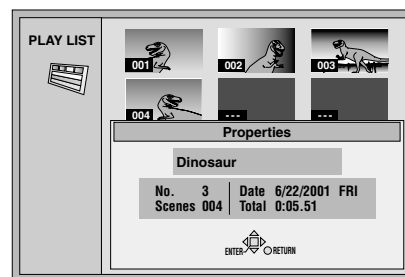 PLAY LIST
001 002 003
004 --- ---
Properties
Dinosaur
No. 3 Date 6/22/2001 FRI
Scenes 004 Total 0:05.51
ENTER RETURN